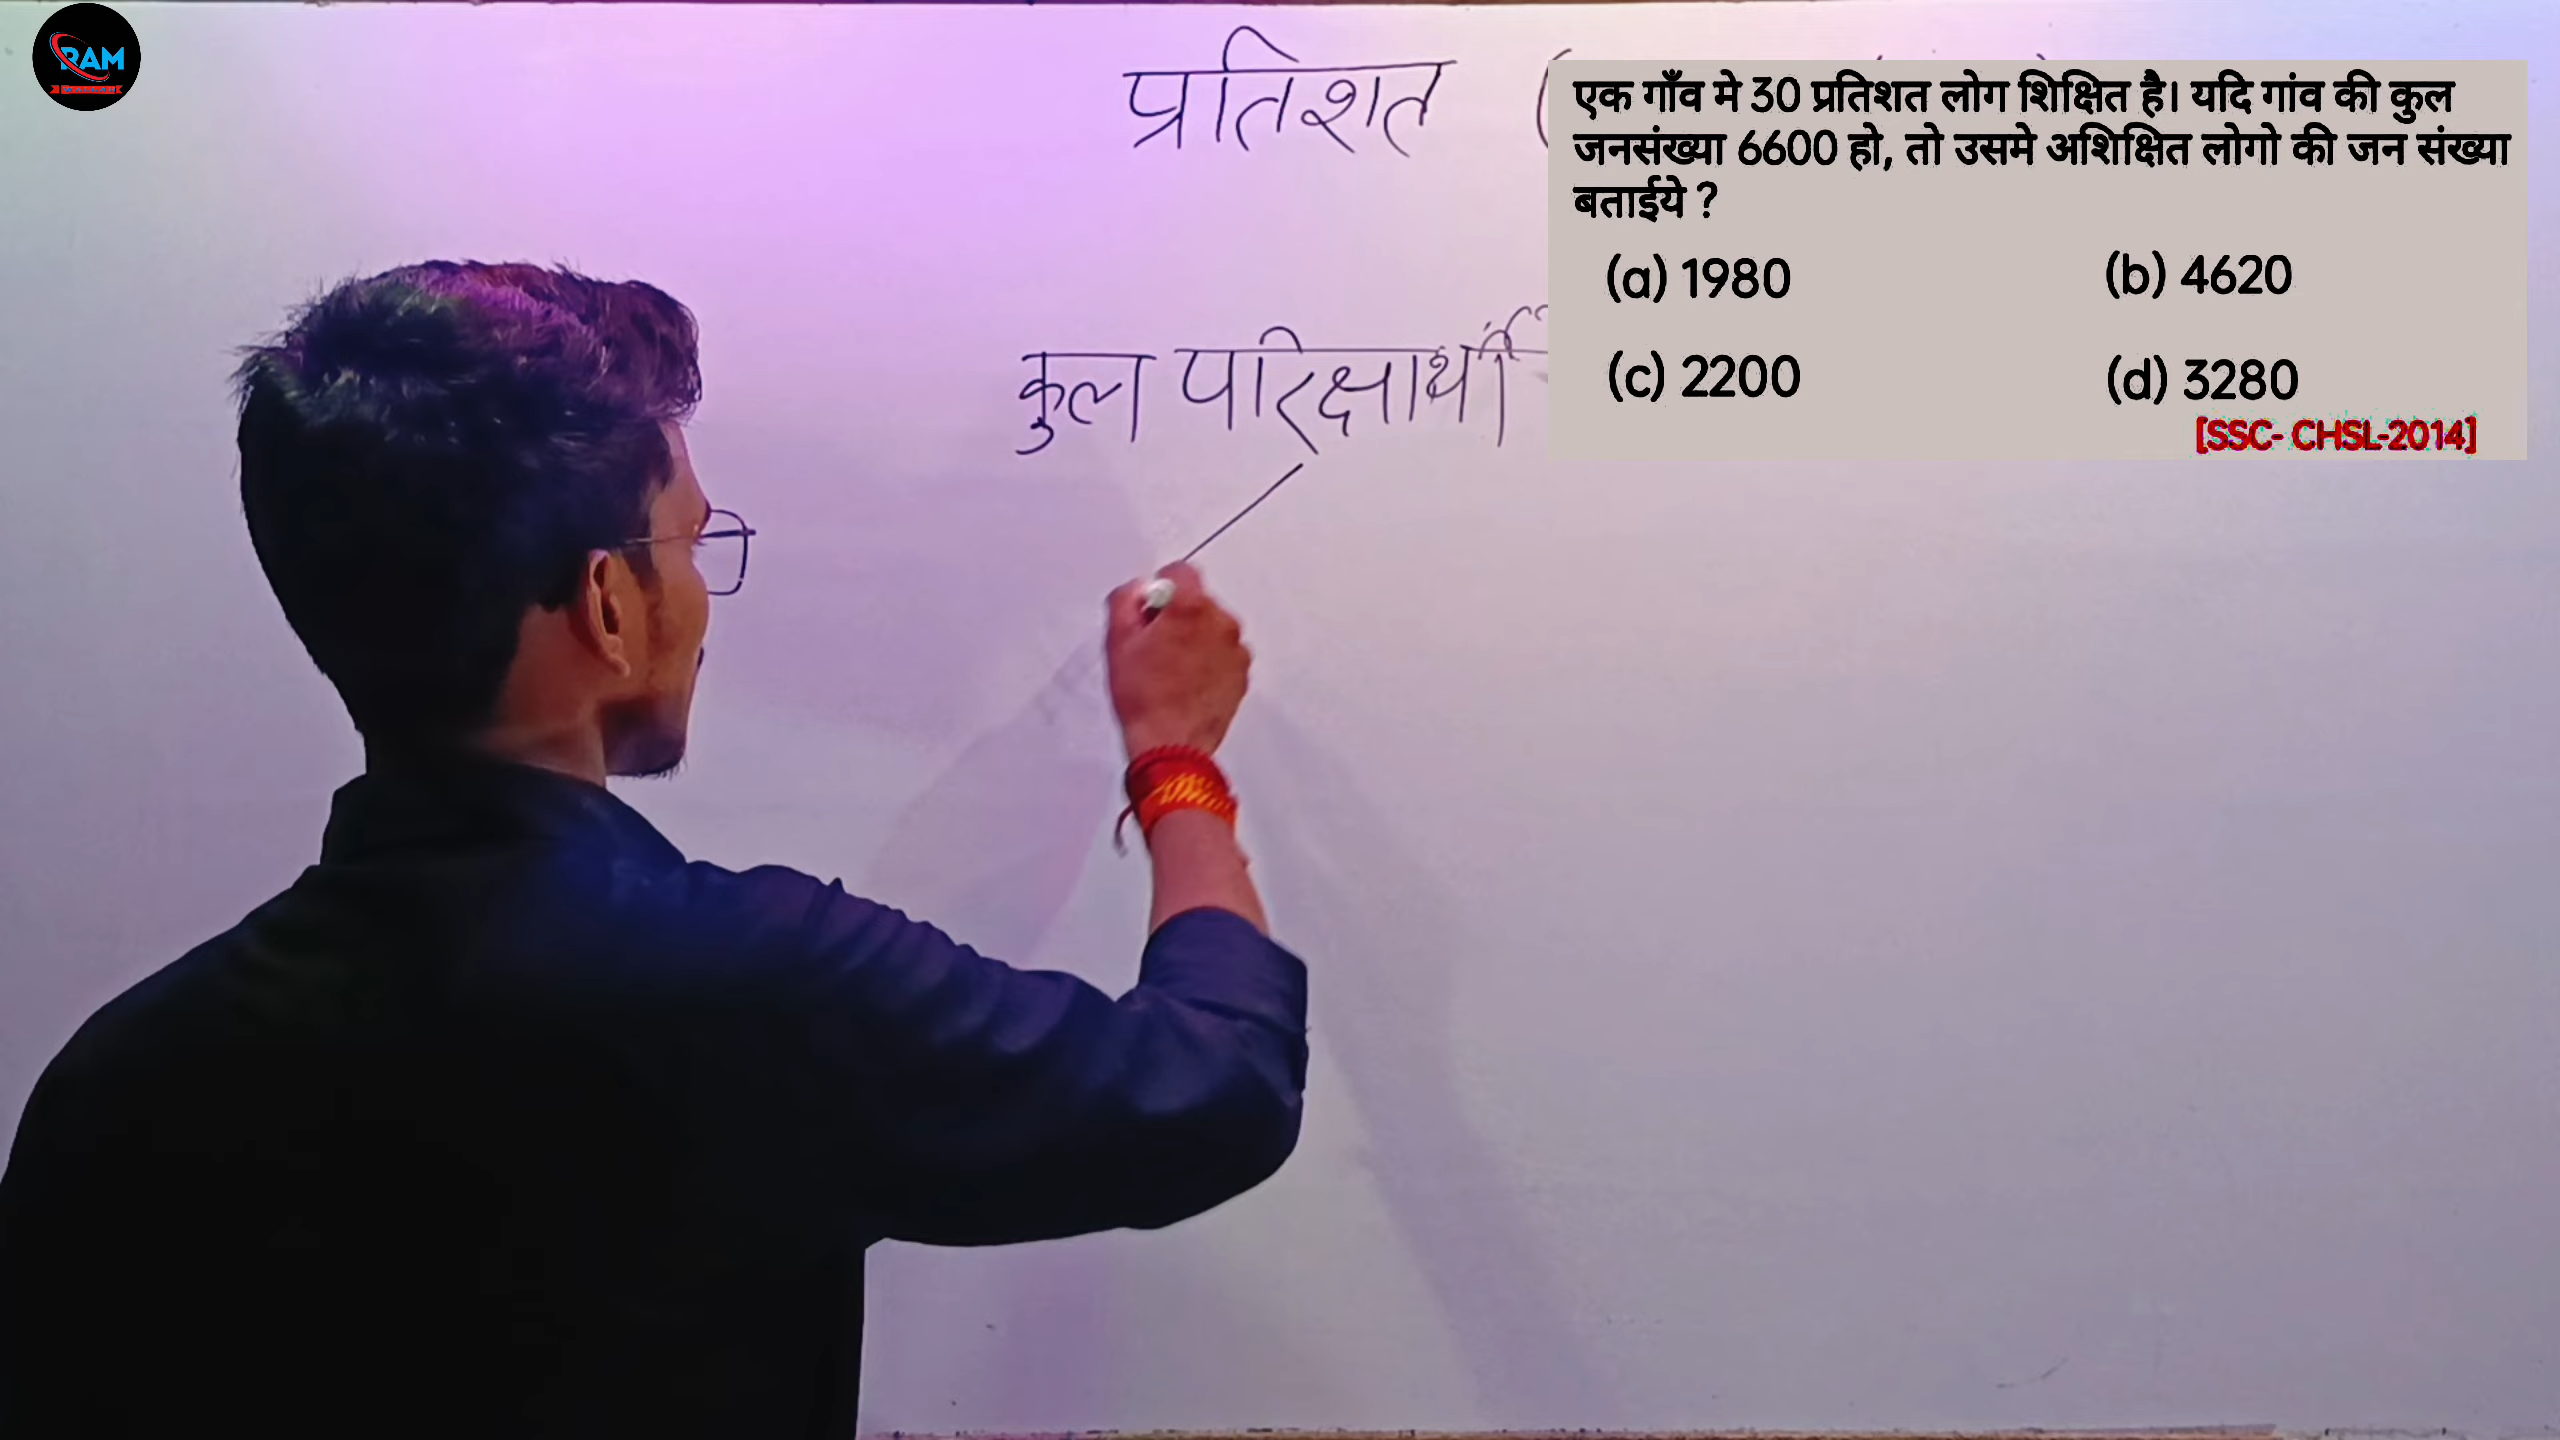 RAM
प्रतिशत (
एक गाँव मे 30 प्रतिशत लोग शिक्षित है। यदि गांव की कुल
जनसंख्या 6600 हो, तो उसमे अशिक्षित लोगो की जन संख्या
बताईये ?
(a) 1980 (b) 4620
(c) 2200 (d) 3280
[SSC- CHSL-2014]
कुल परिक्षार्थी